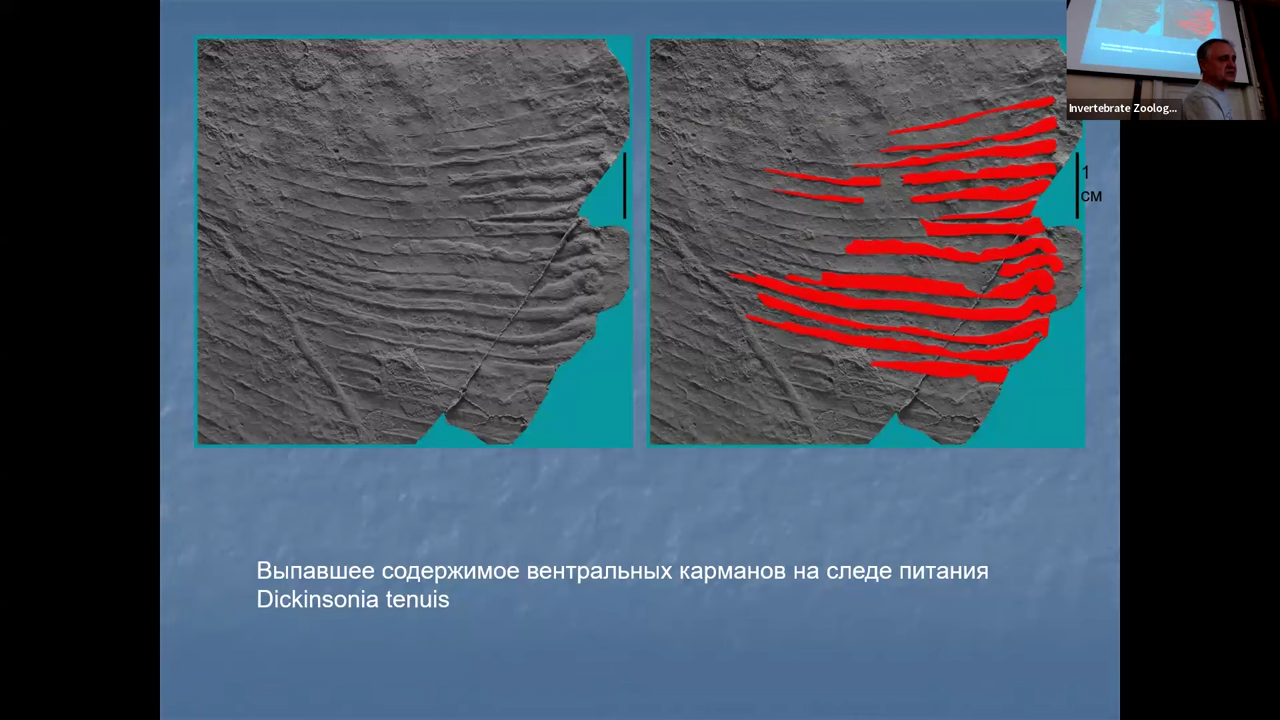 Invertebrate Zoolog...
1
см
Выпавшее содержимое вентральных карманов на следе питания
Dickinsonia tenuis